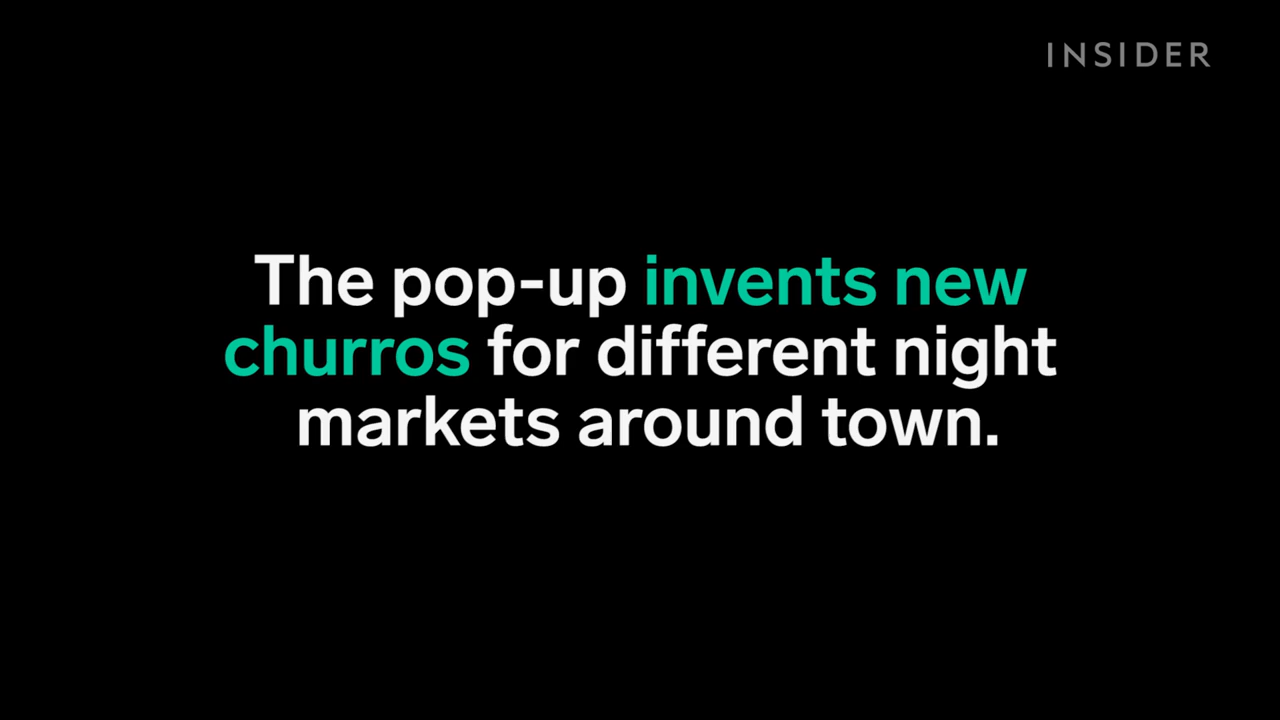 INSIDER
The pop-up invents new
churros for different night
markets around town.